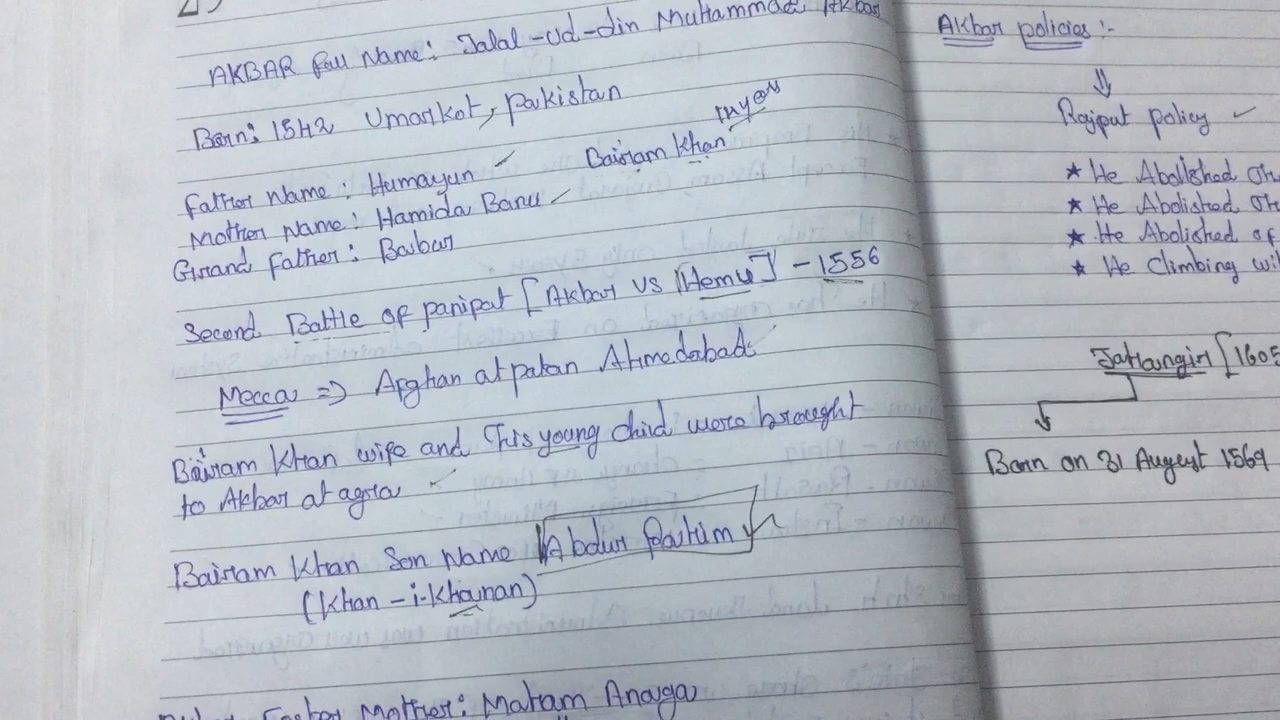 AKBAR full Name: Jalal-ud-din Muhammad Akbar
Born: 1542 Umarkot, pakistan
Father Name: Humayun
Bairam Khan
Mother Name: Hamida Banu
Grand father: Babur
Second Battle of panipat [Akbar vs Hemu] - 1556
Mecca => Afghan at patan Ahmedabad
Bairam Khan wife and his young child were brought
to Akbar at agra
Bairam Khan Son Name Abdur Rahim
(Khan-i-Khanan)
Mother: Maham Anaga
Akbar policies :-
Rajput policy
* He Abolished
* He Abolished
* He Abolished of
* He Climbing
Jahangir [1605
Born on 31 August 1569